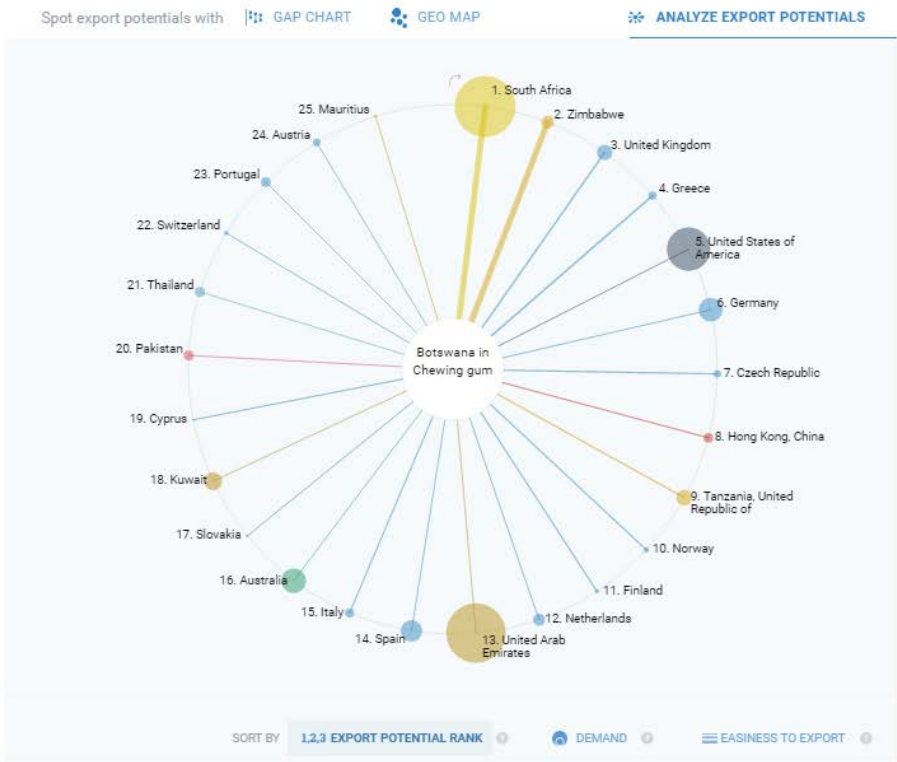 Spot export potentials with
GAP CHART
GEO MAP
ANALYZE EXPORT POTENTIALS
1. South Africa
2. Zimbabwe
3. United Kingdom
4. Greece
5. United States of
America
6. Germany
7. Czech Republic
8. Hong Kong, China
9. Tanzania, United
Republic of
10. Norway
11. Finland
12. Netherlands
13. United Arab
Emirates
14. Spain
15. Italy
16. Australia
17. Slovakia
18. Kuwait
19. Cyprus
20. Pakistan
21. Thailand
22. Switzerland
23. Portugal
24. Austria
25. Mauritius
Botswana in
Chewing gum
SORT BY
1,2,3 EXPORT POTENTIAL RANK
?
DEMAND
?
EASINESS TO EXPORT
?